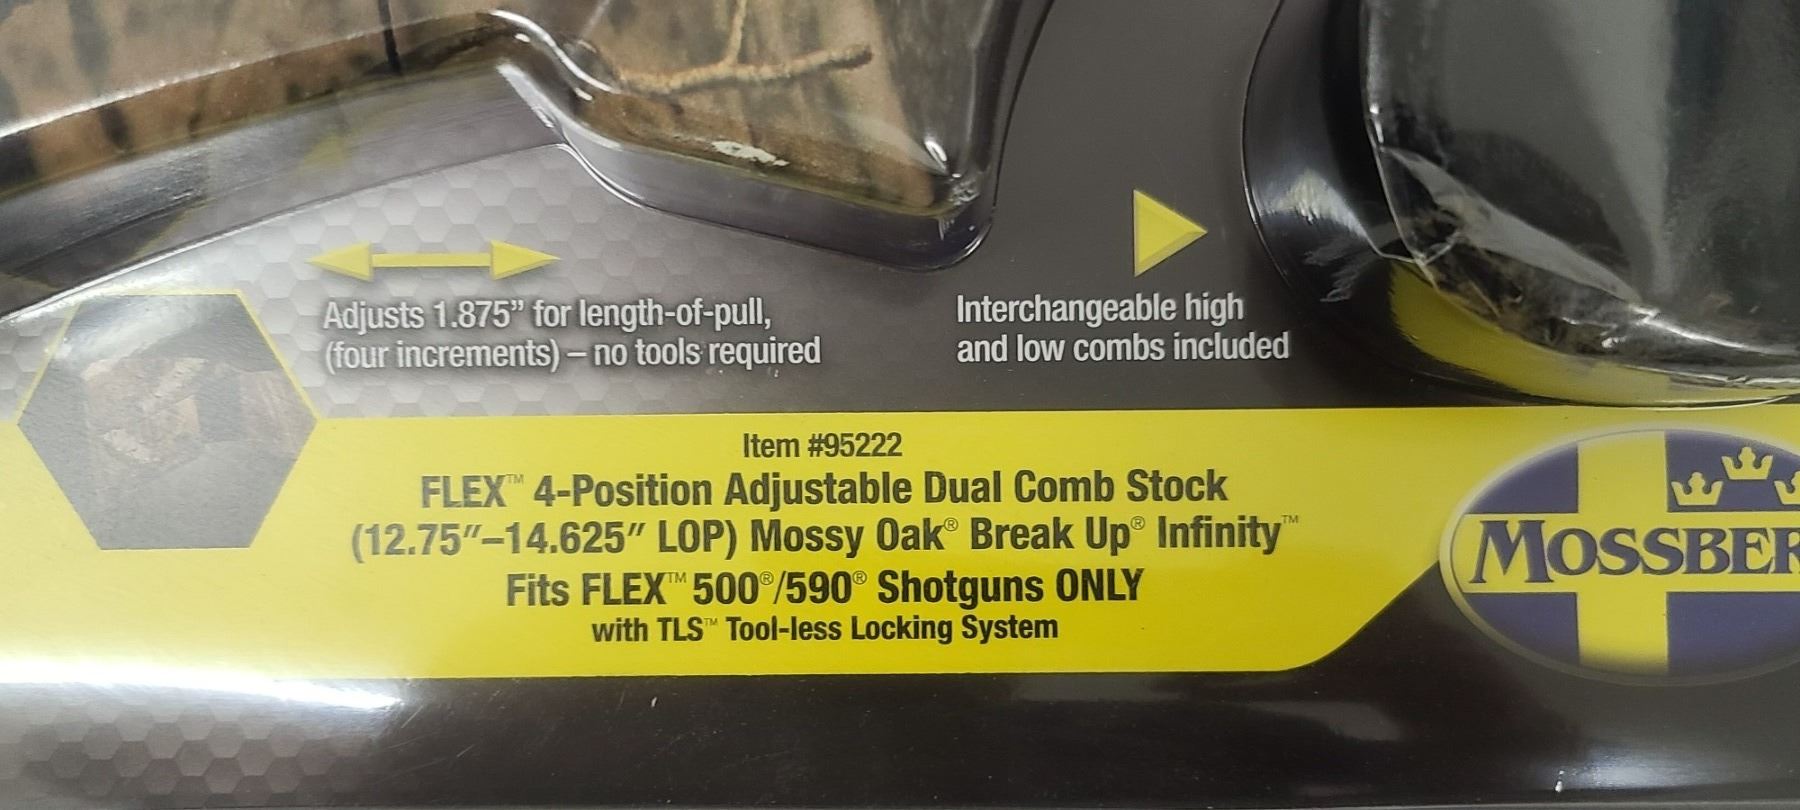 Adjusts 1.875” for length-of-pull,
(four increments) – no tools required
Interchangeable high
and low combs included
Item #95222
FLEX™ 4-Position Adjustable Dual Comb Stock
(12.75”–14.625” LOP) Mossy Oak® Break Up® Infinity™
Fits FLEX™ 500®/590® Shotguns ONLY
with TLS™ Tool-less Locking System
MOSSBER